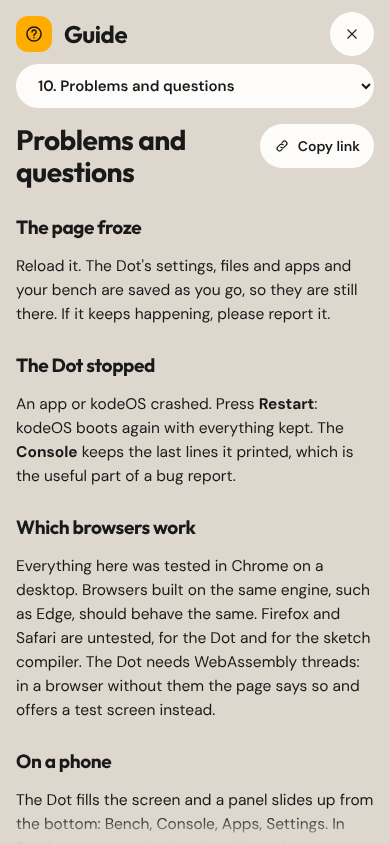 Guide
10. Problems and questions
Problems and
questions
Copy link
The page froze
Reload it. The Dot's settings, files and apps and
your bench are saved as you go, so they are still
there. If it keeps happening, please report it.
The Dot stopped
An app or kodeOS crashed. Press Restart:
kodeOS boots again with everything kept. The
Console keeps the last lines it printed, which is
the useful part of a bug report.
Which browsers work
Everything here was tested in Chrome on a
desktop. Browsers built on the same engine, such
as Edge, should behave the same. Firefox and
Safari are untested, for the Dot and for the sketch
compiler. The Dot needs WebAssembly threads:
in a browser without them the page says so and
offers a test screen instead.
On a phone
The Dot fills the screen and a panel slides up from
the bottom: Bench, Console, Apps, Settings. In